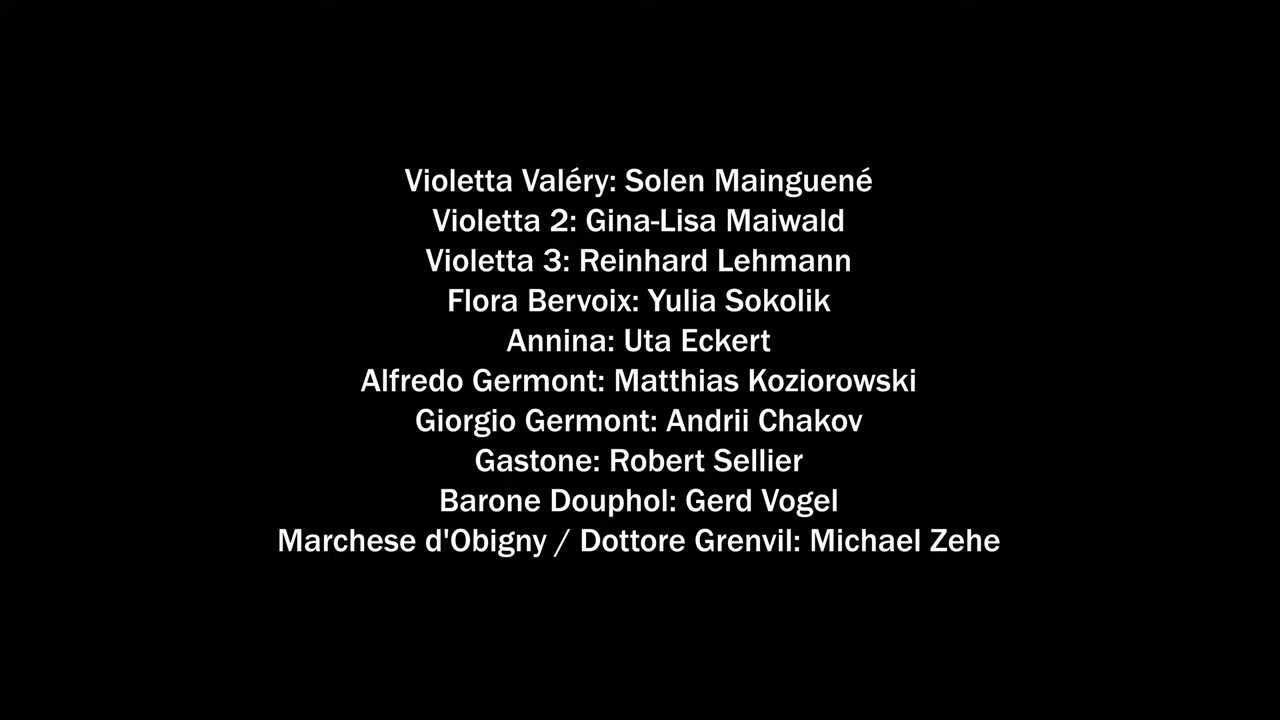 Violetta Valéry: Solen Mainguené
Violetta 2: Gina-Lisa Maiwald
Violetta 3: Reinhard Lehmann
Flora Bervoix: Yulia Sokolik
Annina: Uta Eckert
Alfredo Germont: Matthias Koziorowski
Giorgio Germont: Andrii Chakov
Gastone: Robert Sellier
Barone Douphol: Gerd Vogel
Marchese d'Obigny / Dottore Grenvil: Michael Zehe